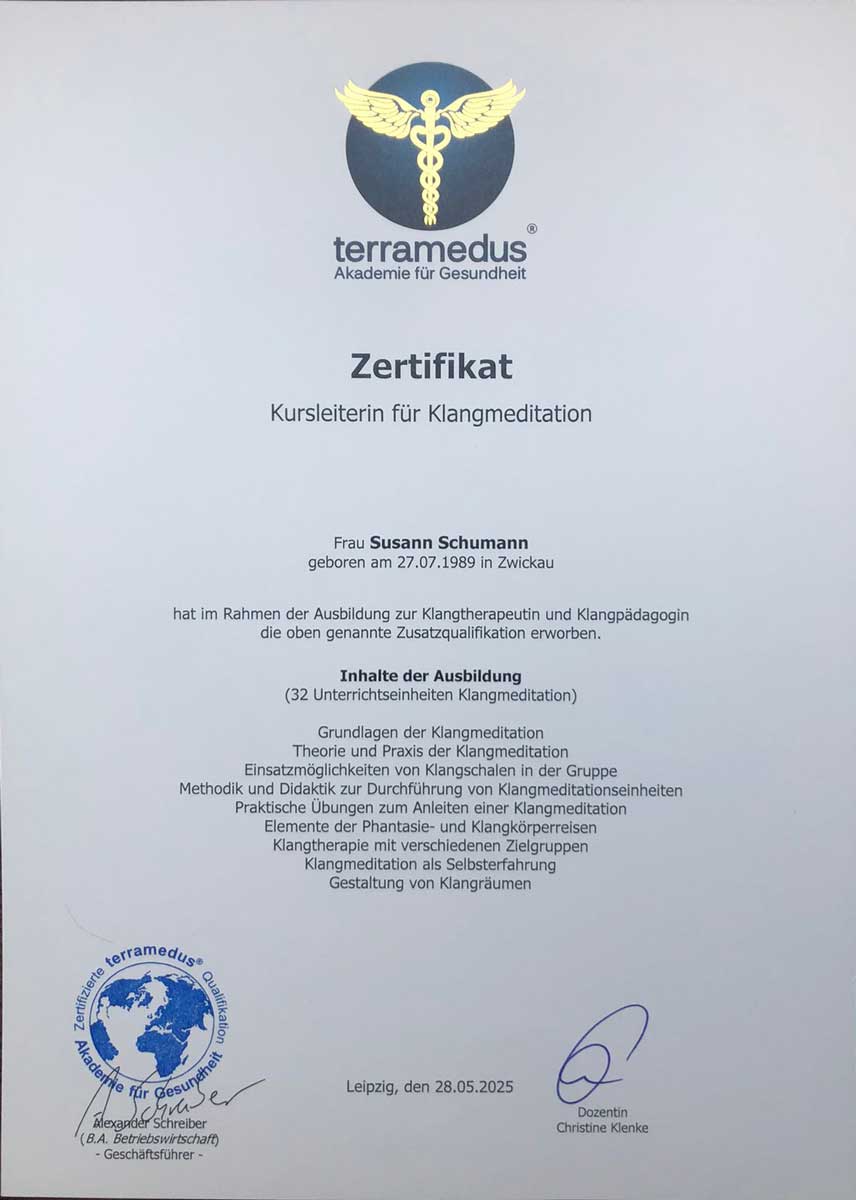 terramedus®
Akademie für Gesundheit
Zertifikat
Kursleiterin für Klangmeditation
Frau Susann Schumann
geboren am 27.07.1989 in Zwickau
hat im Rahmen der Ausbildung zur Klangtherapeutin und Klangpädagogin
die oben genannte Zusatzqualifikation erworben.
Inhalte der Ausbildung
(32 Unterrichtseinheiten Klangmeditation)
Grundlagen der Klangmeditation
Theorie und Praxis der Klangmeditation
Einsatzmöglichkeiten von Klangschalen in der Gruppe
Methodik und Didaktik zur Durchführung von Klangmeditationseinheiten
Praktische Übungen zum Anleiten einer Klangmeditation
Elemente der Phantasie- und Klangkörperreisen
Klangtherapie mit verschiedenen Zielgruppen
Klangmeditation als Selbsterfahrung
Gestaltung von Klangräumen
Zertifizierte terramedus® Qualifikation
Akademie für Gesundheit
A. Schreiber
Alexander Schreiber
(B.A. Betriebswirtschaft)
- Geschäftsführer -
Leipzig, den 28.05.2025
Dozentin
Christine Klenke